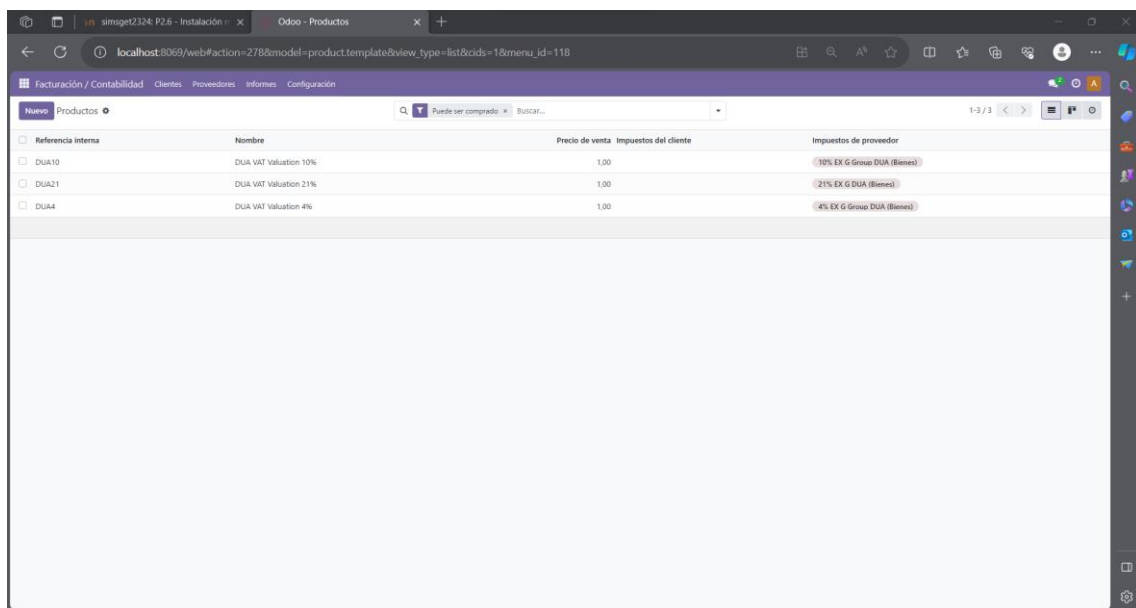 simsget2324: P2.6 - Instalación
Odoo - Productos
localhost:8069/web#action=278&model=product.template&view_type=list&cids=1&menu_id=118
Facturación / Contabilidad Clientes Proveedores Informes Configuración 2 A
Nuevo Productos Puede ser comprado × Buscar... 1-3 / 3
Referencia interna Nombre Precio de venta Impuestos del cliente Impuestos de proveedor
DUA10 DUA VAT Valuation 10% 1,00 10% EX G Group DUA (Bienes)
DUA21 DUA VAT Valuation 21% 1,00 21% EX G DUA (Bienes)
DUA4 DUA VAT Valuation 4% 1,00 4% EX G Group DUA (Bienes)